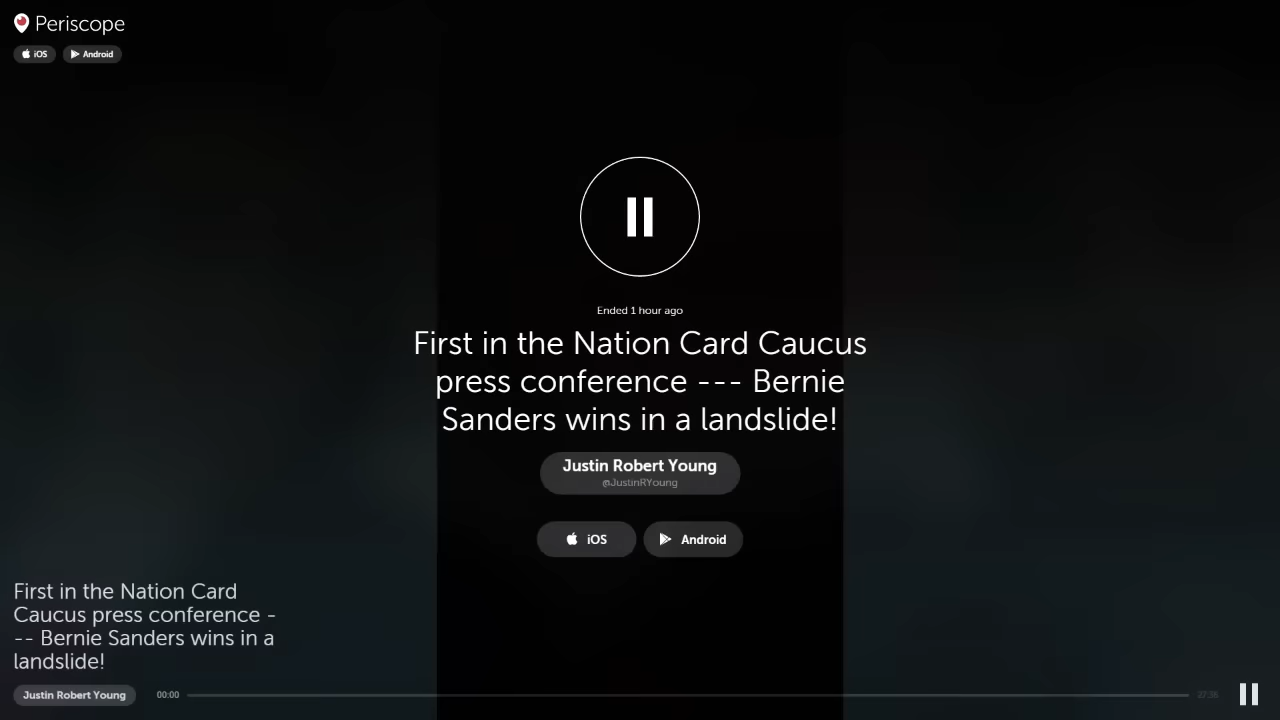 Periscope
iOS Android
Ended 1 hour ago
First in the Nation Card Caucus
press conference --- Bernie
Sanders wins in a landslide!
Justin Robert Young
@JustinRYoung
iOS Android
First in the Nation Card
Caucus press conference -
-- Bernie Sanders wins in a
landslide!
Justin Robert Young 00:00